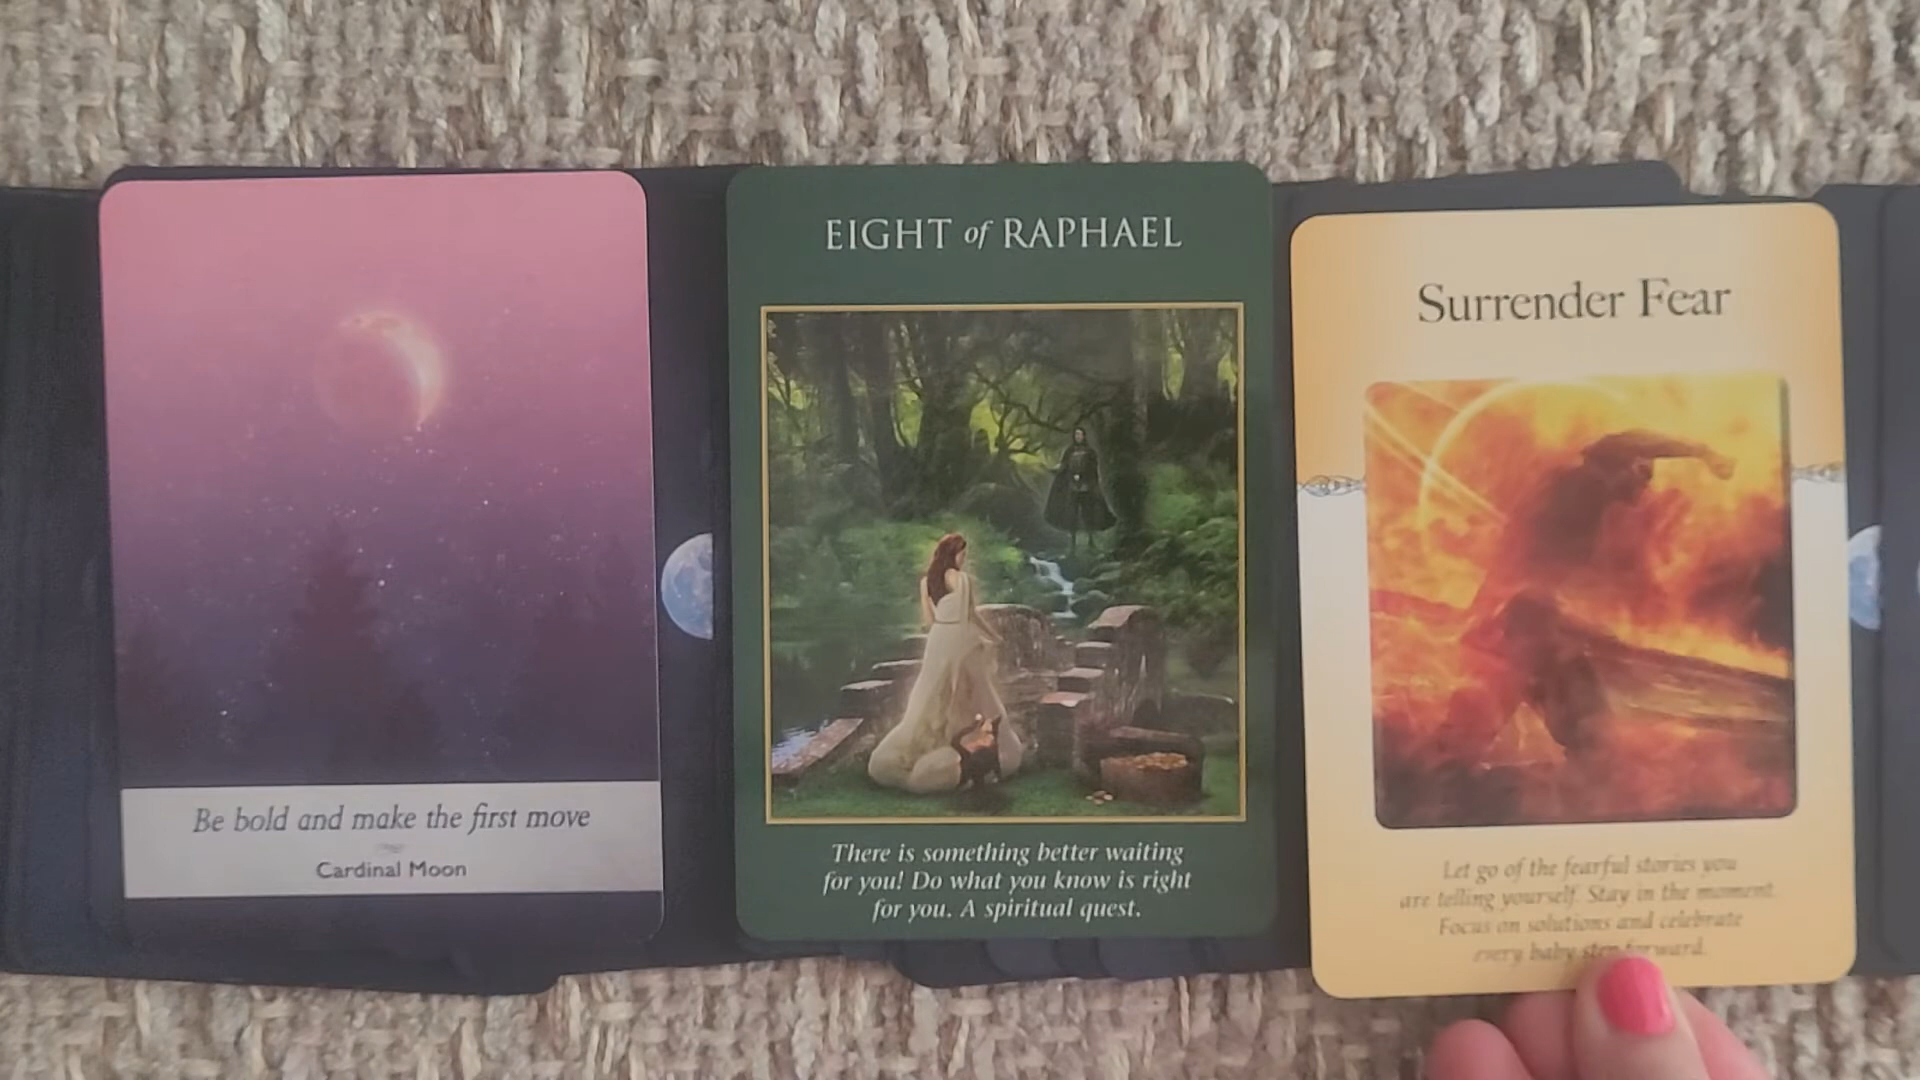 Be bold and make the first move
Cardinal Moon
EIGHT of RAPHAEL
There is something better waiting
for you! Do what you know is right
for you. A spiritual quest.
Surrender Fear
Let go of the fearful stories you
are telling yourself. Stay in the moment.
Focus on solutions and celebrate
every baby step forward.